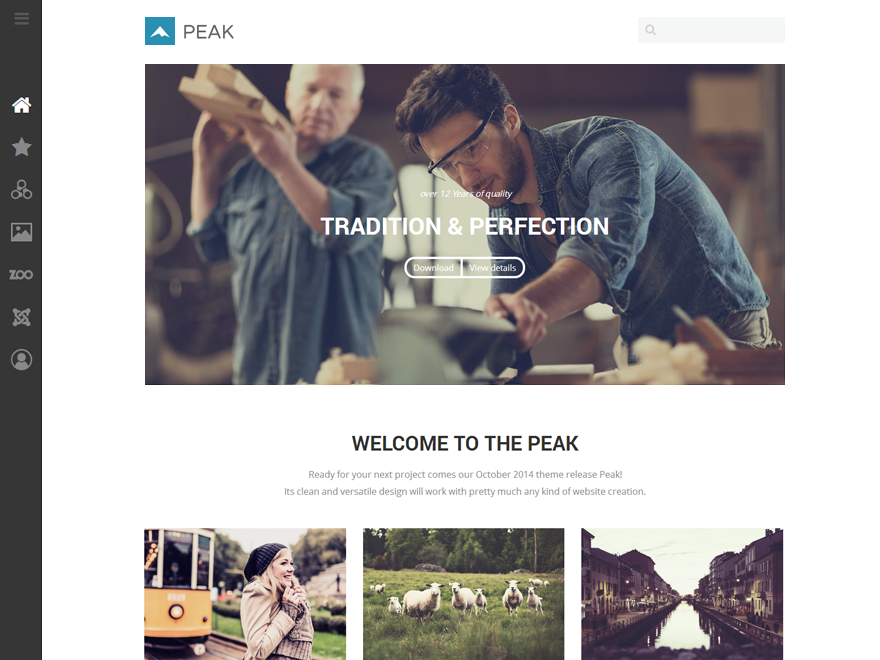 PEAK
over 12 Years of quality
TRADITION & PERFECTION
Download View details
ZOO
WELCOME TO THE PEAK
Ready for your next project comes our October 2014 theme release Peak!
Its clean and versatile design will work with pretty much any kind of website creation.